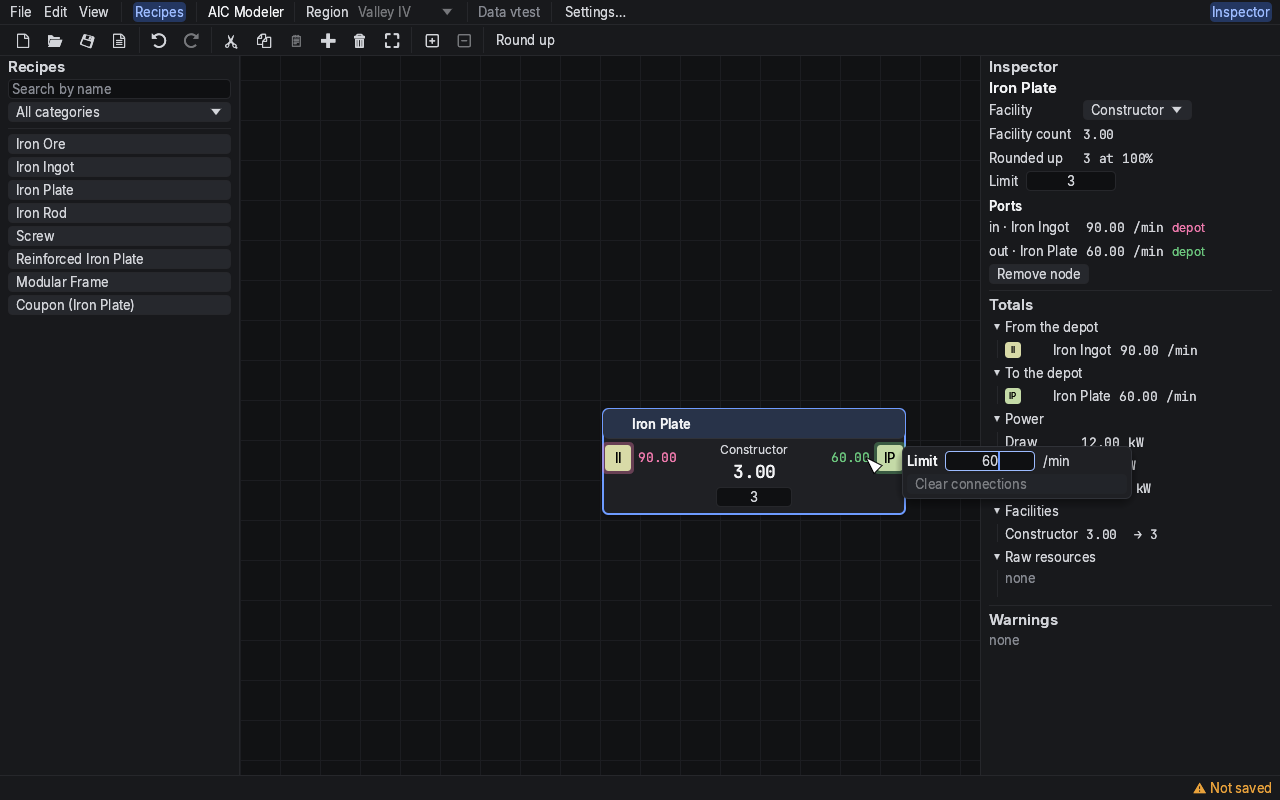 File Edit View Recipes AIC Modeler Region Valley IV Data vtest Settings... Inspector
Round up
Recipes
Search by name
All categories
Iron Ore
Iron Ingot
Iron Plate
Iron Rod
Screw
Reinforced Iron Plate
Modular Frame
Coupon (Iron Plate)
Iron Plate
II 90.00 Constructor 60.00 IP
3.00
3
Limit 60 /min
Clear connections
Inspector
Iron Plate
Facility Constructor
Facility count 3.00
Rounded up 3 at 100%
Limit 3
Ports
in · Iron Ingot 90.00 /min depot
out · Iron Plate 60.00 /min depot
Remove node
Totals
From the depot
II Iron Ingot 90.00 /min
To the depot
IP Iron Plate 60.00 /min
Power
Draw 12.00 kW
kW
Facilities
Constructor 3.00 → 3
Raw resources
none
Warnings
none
Not saved